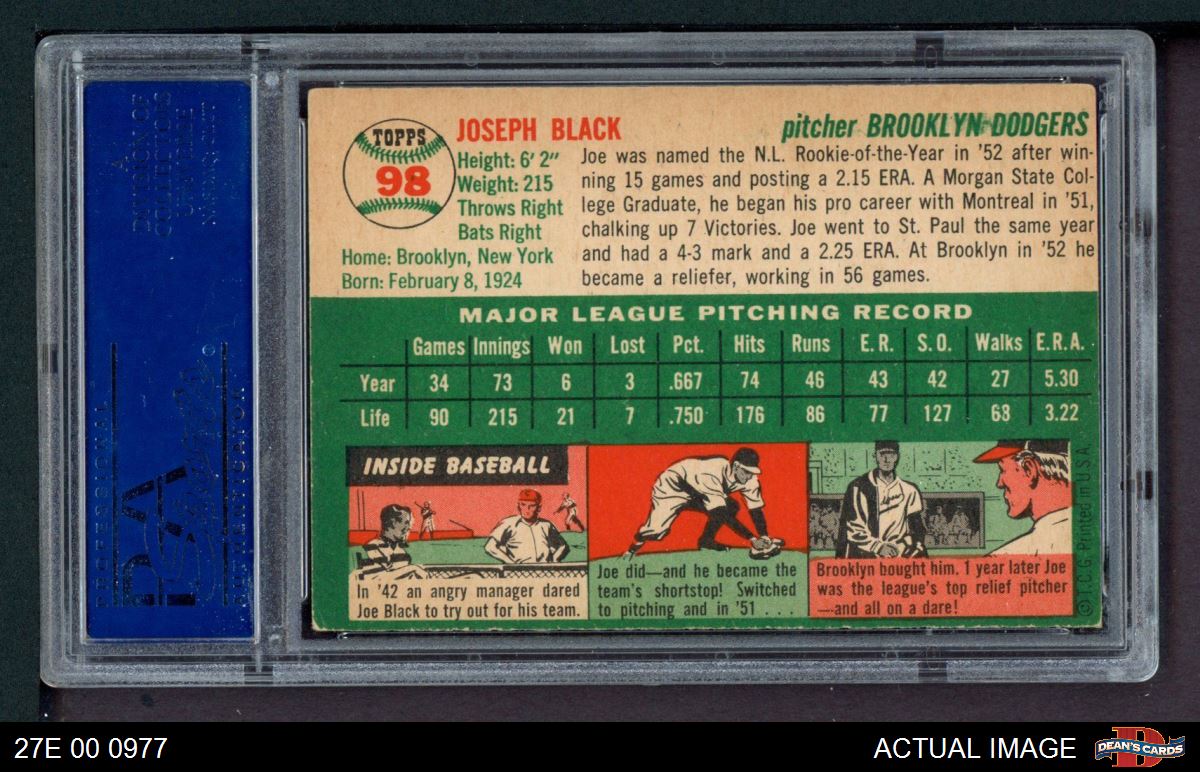 A
DIVISION OF
COLLECTORS
UNIVERSE
NASDAQ: CLCT
PROFESSIONAL
PSA
AUTHENTICATOR
TOPPS
98
JOSEPH BLACK
pitcher BROOKLYN DODGERS
Height: 6' 2"
Weight: 215
Throws Right
Bats Right
Home: Brooklyn, New York
Born: February 8, 1924
Joe was named the N.L. Rookie-of-the-Year in '52 after win-
ning 15 games and posting a 2.15 ERA. A Morgan State Col-
lege Graduate, he began his pro career with Montreal in '51,
chalking up 7 Victories. Joe went to St. Paul the same year
and had a 4-3 mark and a 2.25 ERA. At Brooklyn in '52 he
became a reliefer, working in 56 games.
MAJOR LEAGUE PITCHING RECORD
Games Innings Won Lost Pct. Hits Runs E. R. S. O. Walks E.R.A.
Year 34 73 6 3 .667 74 46 43 42 27 5.30
Life 90 215 21 7 .750 176 86 77 127 63 3.22
INSIDE BASEBALL
In '42 an angry manager dared
Joe Black to try out for his team.
Joe did—and he became the
team's shortstop! Switched
to pitching and in '51 . . . .
Brooklyn bought him. 1 year later Joe
was the league's top relief pitcher
—and all on a dare!
© T.C.G. Printed in U.S.A.
27E 00 0977
ACTUAL IMAGE
DEAN'S CARDS